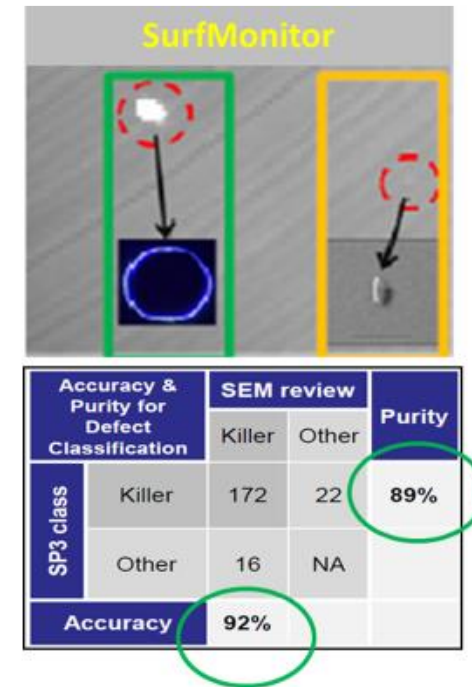 SurfMonitor
Accuracy &
Purity for
Defect
Classification
SEM review
Purity
Killer
Other
SP3 class
Killer
172
22
89%
Other
16
NA
Accuracy
92%